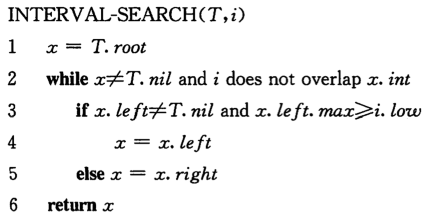 INTERVAL-SEARCH(T,i)
1 x = T.root
2 while x≠T.nil and i does not overlap x.int
3 if x.left≠T.nil and x.left.max⩾i.low
4 x = x.left
5 else x = x.right
6 return x